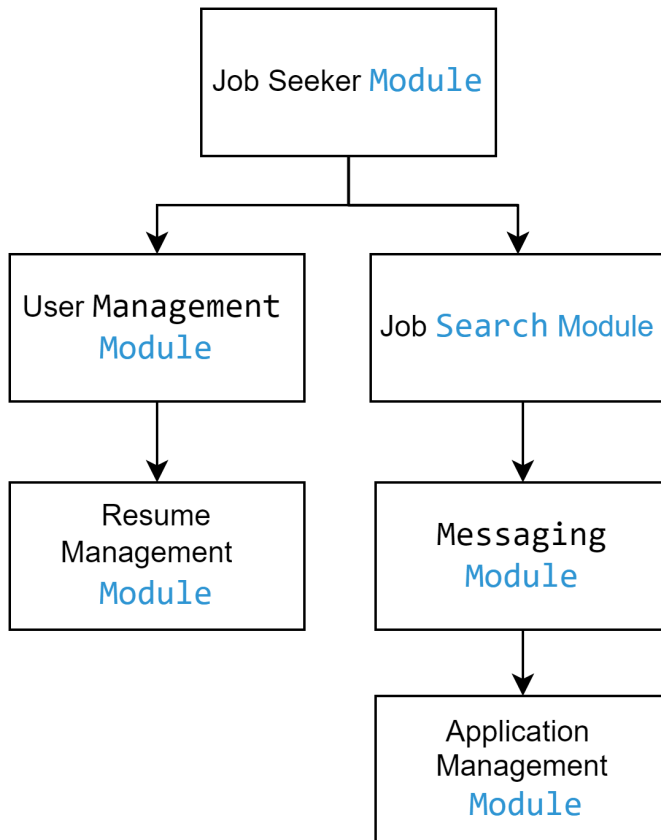 Job Seeker Module
User Management
Module
Job Search Module
Resume
Management
Module
Messaging
Module
Application
Management
Module